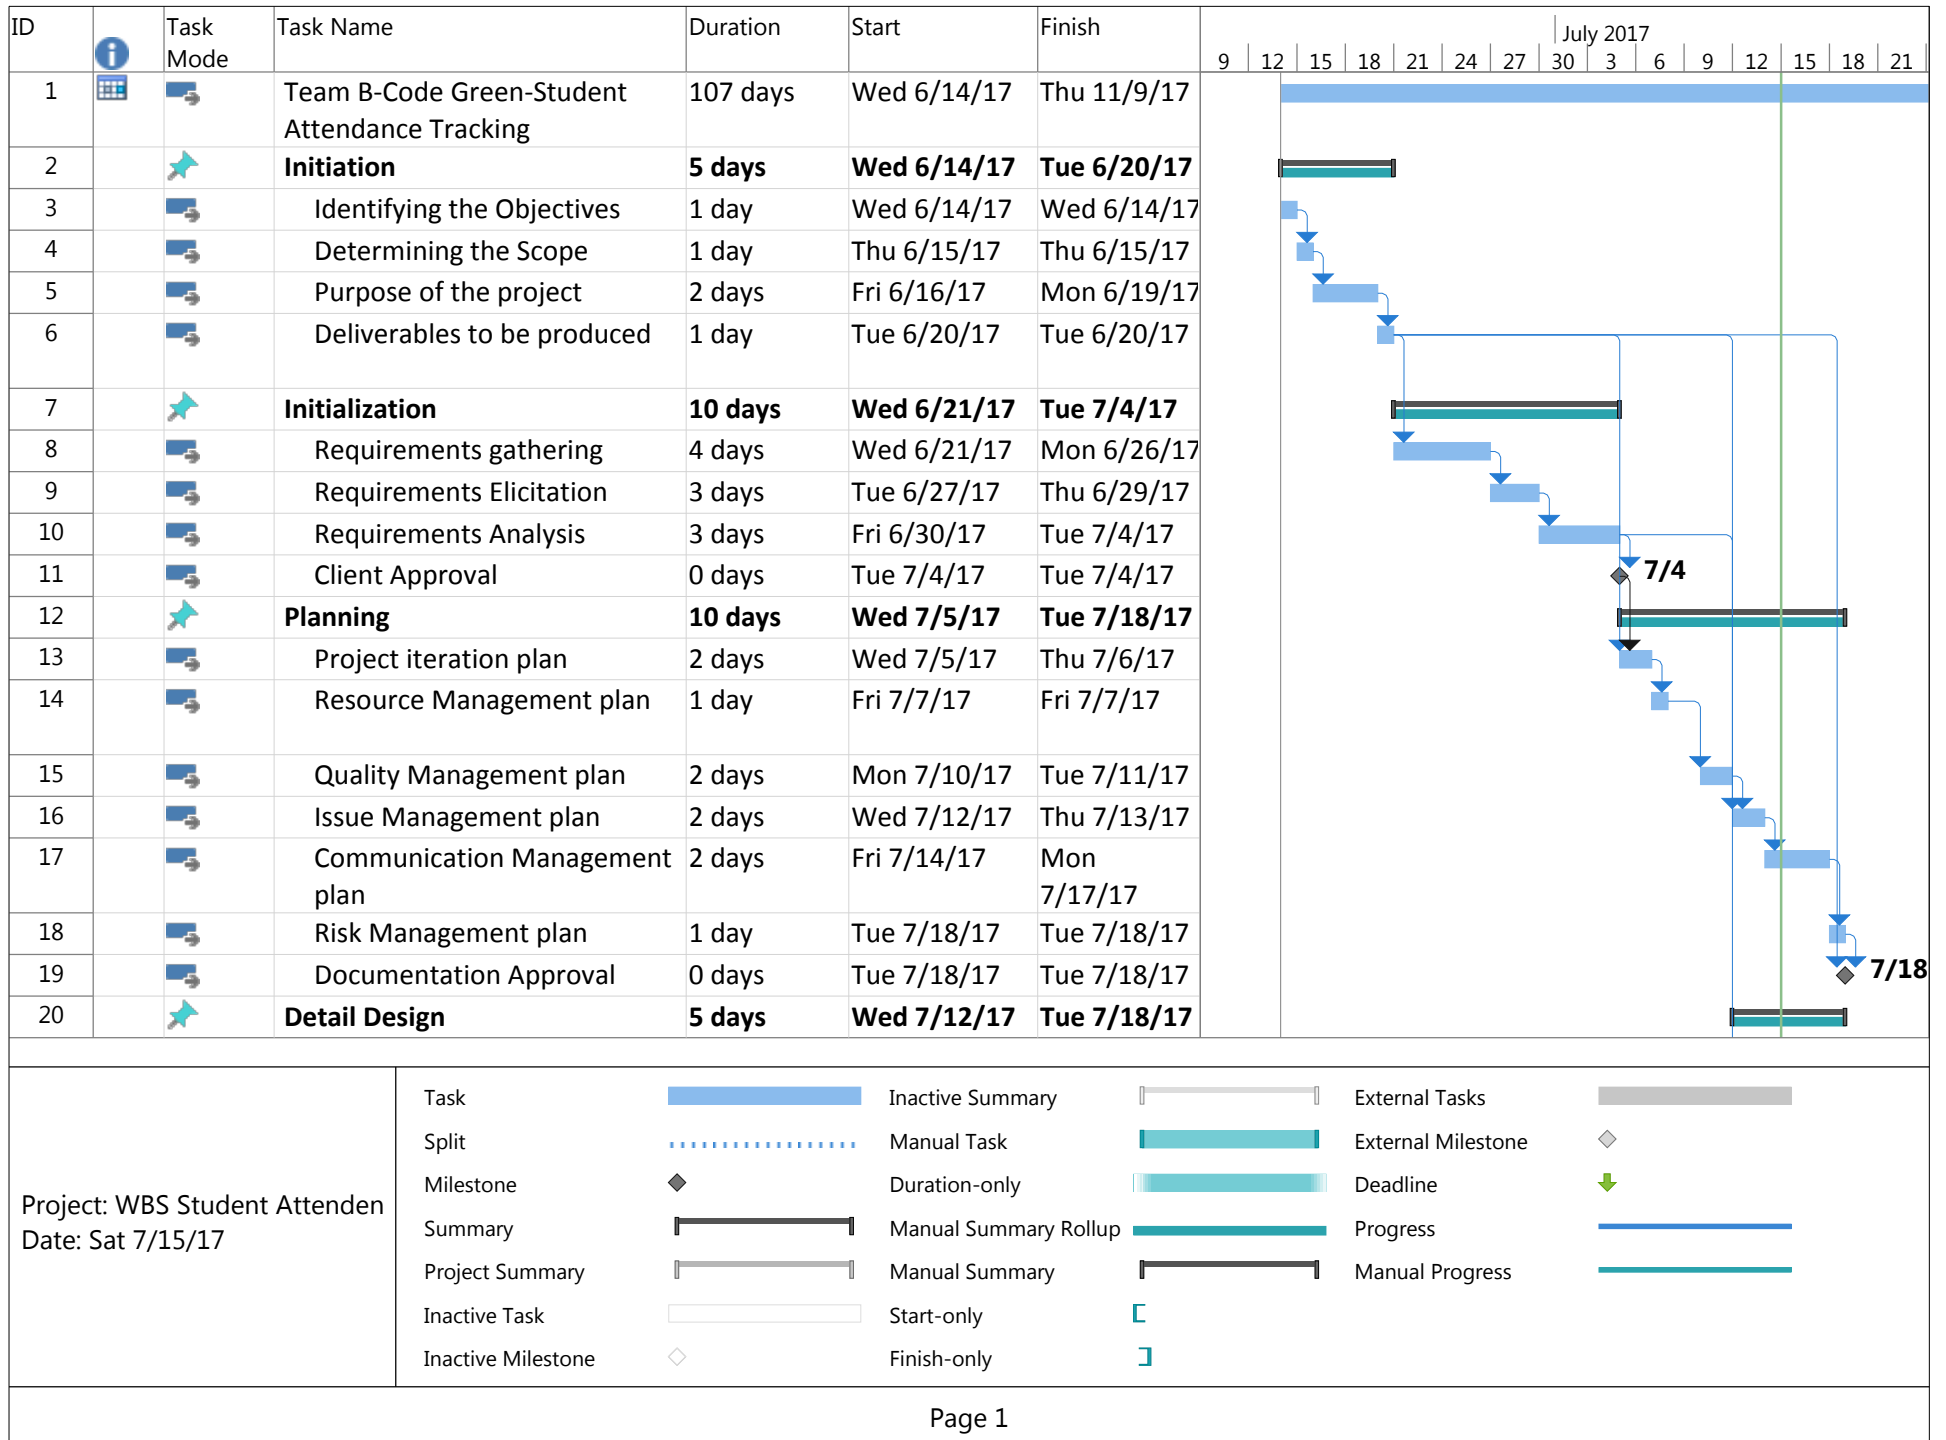 ID Task Mode Task Name Duration Start Finish
July 2017
9 12 15 18 21 24 27 30 3 6 9 12 15 18 21
1 Team B-Code Green-Student 107 days Wed 6/14/17 Thu 11/9/17
Attendance Tracking
2 Initiation 5 days Wed 6/14/17 Tue 6/20/17
3 Identifying the Objectives 1 day Wed 6/14/17 Wed 6/14/17
4 Determining the Scope 1 day Thu 6/15/17 Thu 6/15/17
5 Purpose of the project 2 days Fri 6/16/17 Mon 6/19/17
6 Deliverables to be produced 1 day Tue 6/20/17 Tue 6/20/17
7 Initialization 10 days Wed 6/21/17 Tue 7/4/17
8 Requirements gathering 4 days Wed 6/21/17 Mon 6/26/17
9 Requirements Elicitation 3 days Tue 6/27/17 Thu 6/29/17
10 Requirements Analysis 3 days Fri 6/30/17 Tue 7/4/17
11 Client Approval 0 days Tue 7/4/17 Tue 7/4/17 7/4
12 Planning 10 days Wed 7/5/17 Tue 7/18/17
13 Project iteration plan 2 days Wed 7/5/17 Thu 7/6/17
14 Resource Management plan 1 day Fri 7/7/17 Fri 7/7/17
15 Quality Management plan 2 days Mon 7/10/17 Tue 7/11/17
16 Issue Management plan 2 days Wed 7/12/17 Thu 7/13/17
17 Communication Management 2 days Fri 7/14/17 Mon
plan 7/17/17
18 Risk Management plan 1 day Tue 7/18/17 Tue 7/18/17
19 Documentation Approval 0 days Tue 7/18/17 Tue 7/18/17 7/18
20 Detail Design 5 days Wed 7/12/17 Tue 7/18/17
Project: WBS Student Attenden
Date: Sat 7/15/17
Task Inactive Summary External Tasks
Split Manual Task External Milestone
Milestone Duration-only Deadline
Summary Manual Summary Rollup Progress
Project Summary Manual Summary Manual Progress
Inactive Task Start-only
Inactive Milestone Finish-only
Page 1